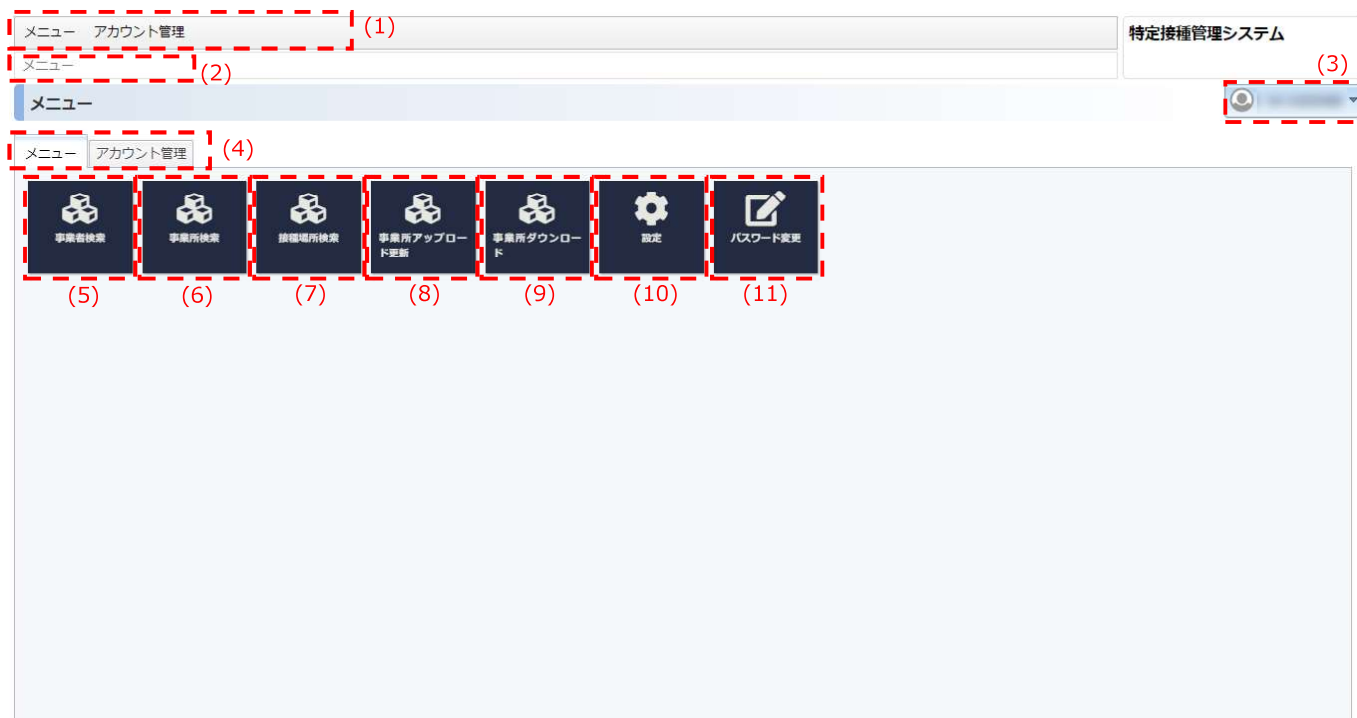 メニュー アカウント管理 (1)
特定接種管理システム
メニュー (2)
(3)
メニュー
メニュー アカウント管理 (4)
事業者検索
事業所検索
接種場所検索
事業所アップロー
ド更新
事業所ダウンロー
ド
設定
パスワード変更
(5) (6) (7) (8) (9) (10) (11)